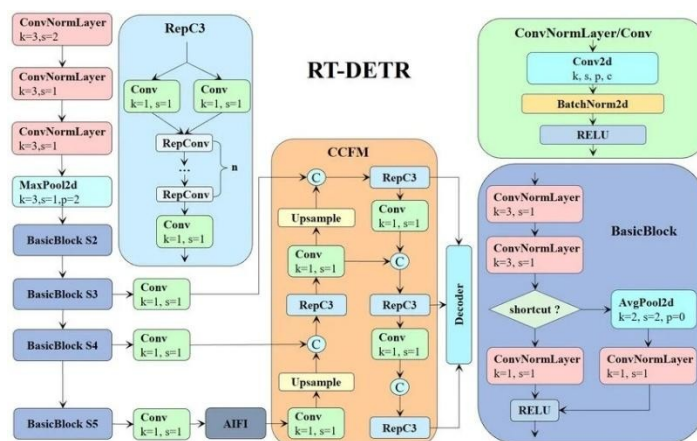 ConvNormLayer
k=3,s=2
ConvNormLayer
k=3,s=1
ConvNormLayer
k=3,s=1
MaxPool2d
k=3,s=1,p=2
BasicBlock S2
BasicBlock S3
BasicBlock S4
BasicBlock S5
RepC3
Conv
k=1, s=1
Conv
k=1, s=1
RepConv
...
n
RepConv
Conv
k=1, s=1
Conv
k=1, s=1
Conv
k=1, s=1
Conv
k=1, s=1
AIFI
RT-DETR
CCFM
C
RepC3
Upsample
Conv
k=1, s=1
Conv
k=1, s=1
C
RepC3
RepC3
C
Conv
k=1, s=1
Upsample
C
Conv
k=1, s=1
RepC3
Decoder
ConvNormLayer/Conv
Conv2d
k, s, p, c
BatchNorm2d
RELU
BasicBlock
ConvNormLayer
k=3, s=1
ConvNormLayer
k=3, s=1
shortcut ?
AvgPool2d
k=2, s=2, p=0
ConvNormLayer
k=1, s=1
ConvNormLayer
k=1, s=1
RELU